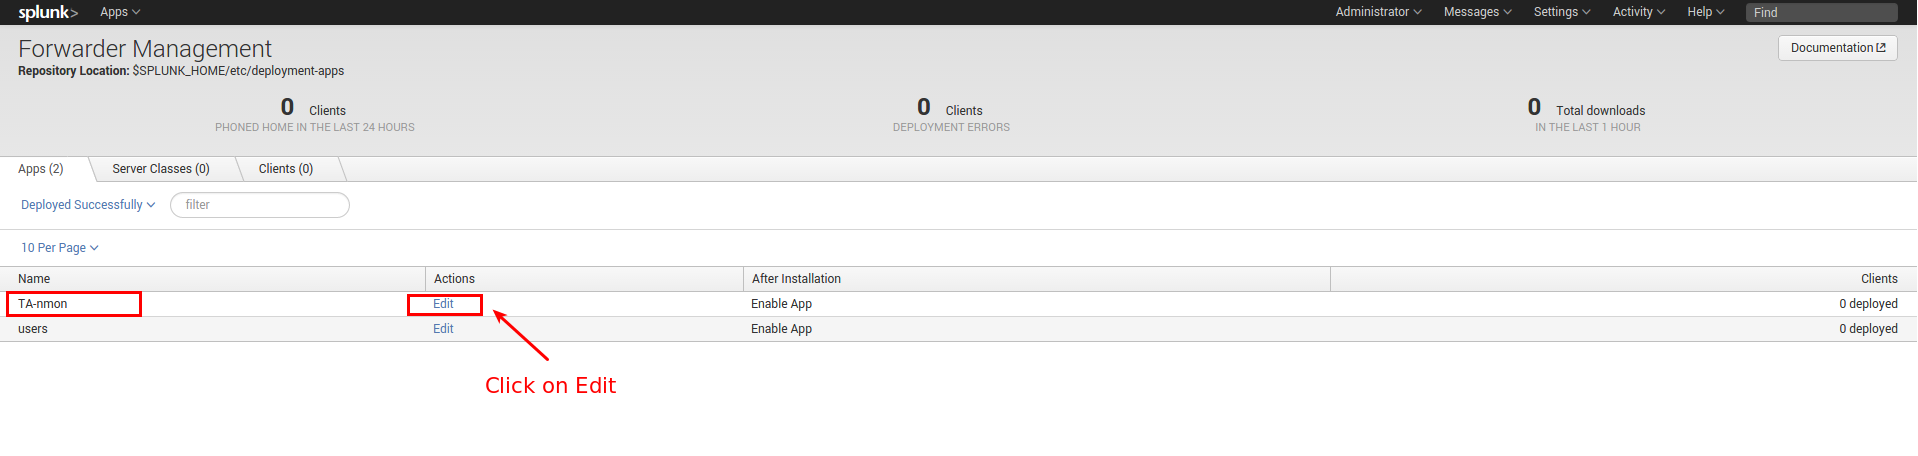 splunk> Apps Administrator Messages Settings Activity Help Find
Forwarder Management Documentation
Repository Location: $SPLUNK_HOME/etc/deployment-apps
0 Clients 0 Clients 0 Total downloads
PHONED HOME IN THE LAST 24 HOURS DEPLOYMENT ERRORS IN THE LAST 1 HOUR
Apps (2) Server Classes (0) Clients (0)
Deployed Successfully filter
10 Per Page
Name Actions After Installation Clients
TA-nmon Edit Enable App 0 deployed
users Edit Enable App 0 deployed
Click on Edit